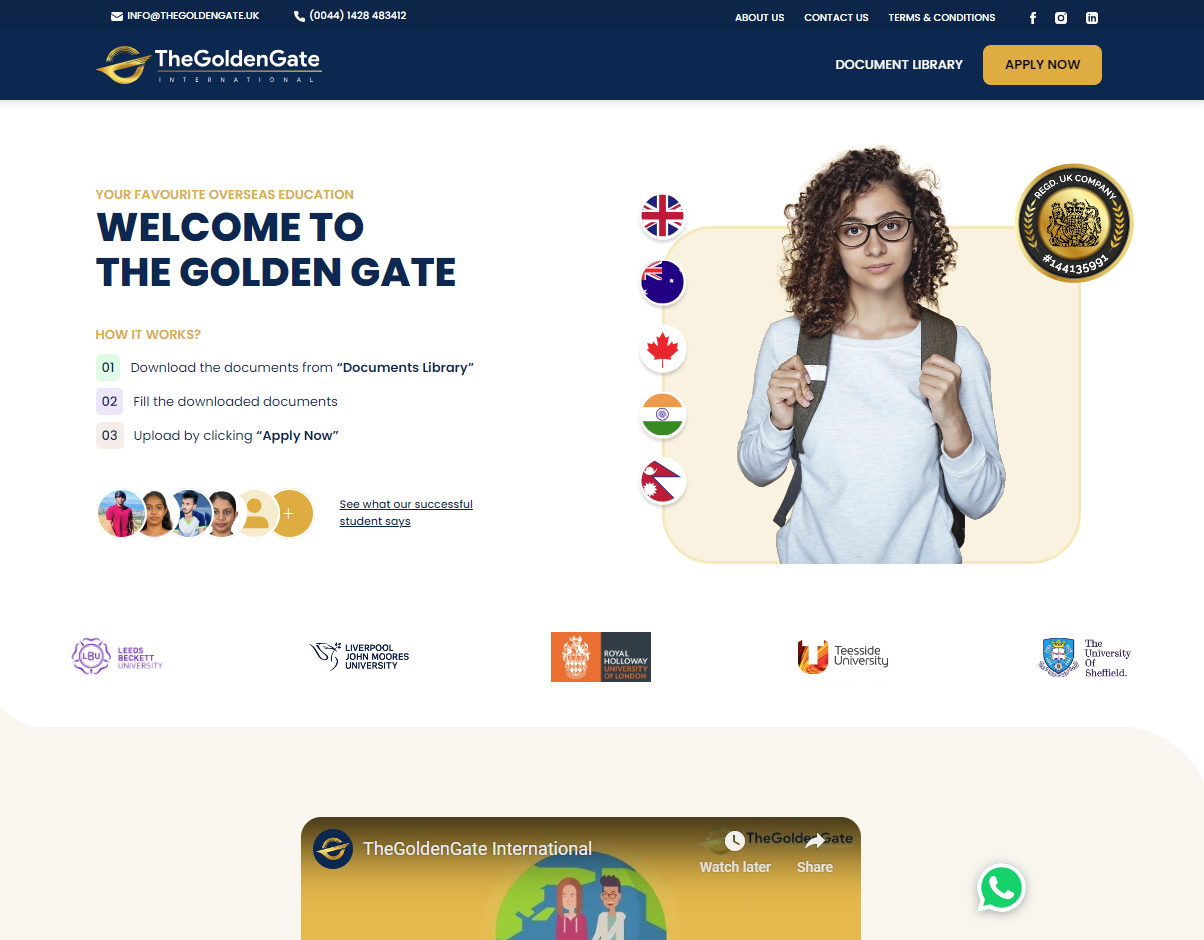 INFO@THEGOLDENGATE.UK
(0044) 1428 483412
ABOUT US
CONTACT US
TERMS & CONDITIONS
TheGoldenGate
INTERNATIONAL
DOCUMENT LIBRARY
APPLY NOW
YOUR FAVOURITE OVERSEAS EDUCATION
WELCOME TO
THE GOLDEN GATE
REGD. UK COMPANY
#144135991
HOW IT WORKS?
01 Download the documents from “Documents Library”
02 Fill the downloaded documents
03 Upload by clicking “Apply Now”
+
See what our successful
student says
LBU
LEEDS
BECKETT
UNIVERSITY
LIVERPOOL
JOHN MOORES
UNIVERSITY
ROYAL
HOLLOWAY
UNIVERSITY
OF LONDON
Teesside
University
The
University
Of
Sheffield.
TheGoldenGate International
TheGoldenGate
Watch later
Share